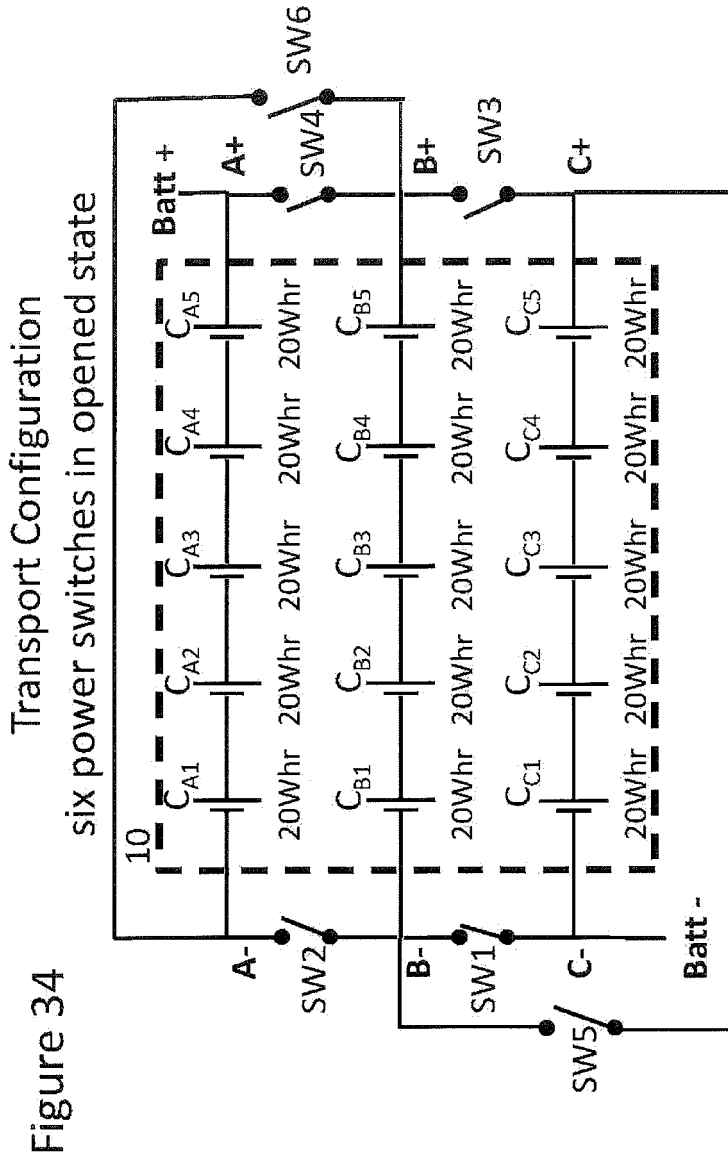 Figure 34
Transport Configuration
six power switches in opened state
10
C_A1 C_A2 C_A3 C_A4 C_A5
20Whr 20Whr 20Whr 20Whr 20Whr
C_B1 C_B2 C_B3 C_B4 C_B5
20Whr 20Whr 20Whr 20Whr 20Whr
C_C1 C_C2 C_C3 C_C4 C_C5
20Whr 20Whr 20Whr 20Whr 20Whr
A-
SW2
B-
SW1
C-
SW5
Batt -
Batt +
A+
SW4
SW6
B+
SW3
C+